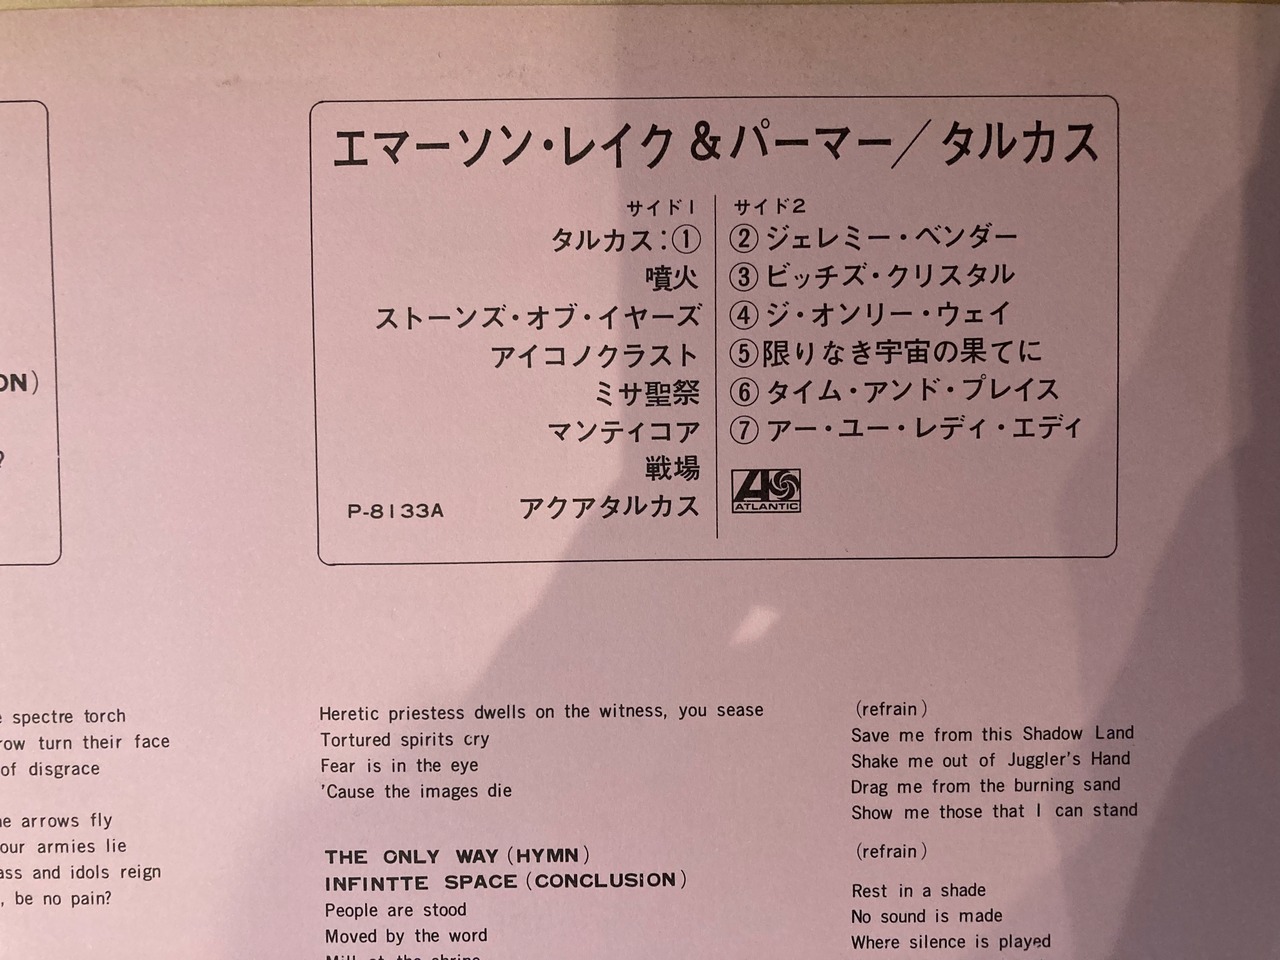 エマーソン・レイク&パーマー/タルカス
サイド1
タルカス:①
噴火
ストーンズ・オブ・イヤーズ
アイコノクラスト
ミサ聖祭
マンティコア
戦場
アクアタルカス
P-8133A
サイド2
②ジェレミー・ベンダー
③ビッチズ・クリスタル
④ジ・オンリー・ウェイ
⑤限りなき宇宙の果てに
⑥タイム・アンド・プレイス
⑦アー・ユー・レディ・エディ
ATLANTIC
ON)
?
spectre torch
row turn their face
of disgrace
arrows fly
our armies lie
ass and idols reign
, be no pain?
Heretic priestess dwells on the witness, you sease
Tortured spirits cry
Fear is in the eye
'Cause the images die
THE ONLY WAY (HYMN)
INFINTTE SPACE (CONCLUSION)
People are stood
Moved by the word
(refrain)
Save me from this Shadow Land
Shake me out of Juggler's Hand
Drag me from the burning sand
Show me those that I can stand
(refrain)
Rest in a shade
No sound is made
Where silence is played